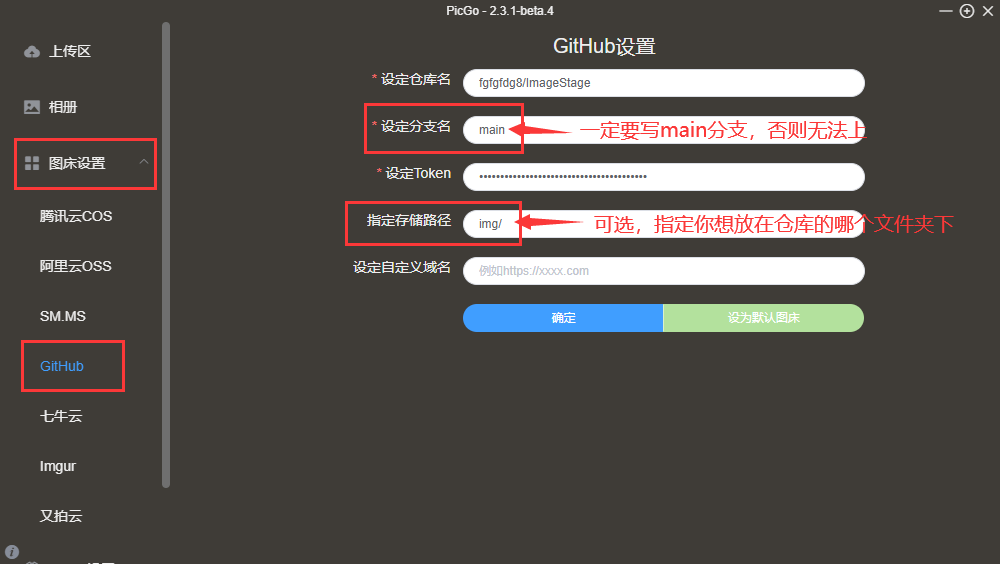 PicGo - 2.3.1-beta.4
上传区
相册
图床设置
腾讯云COS
阿里云OSS
SM.MS
GitHub
七牛云
Imgur
又拍云
GitHub设置
* 设定仓库名
fgfgfdg8/ImageStage
* 设定分支名
main
一定要写main分支，否则无法上
* 设定Token
指定存储路径
img/
可选，指定你想放在仓库的哪个文件夹下
设定自定义域名
例如https://xxxx.com
确定
设为默认图床